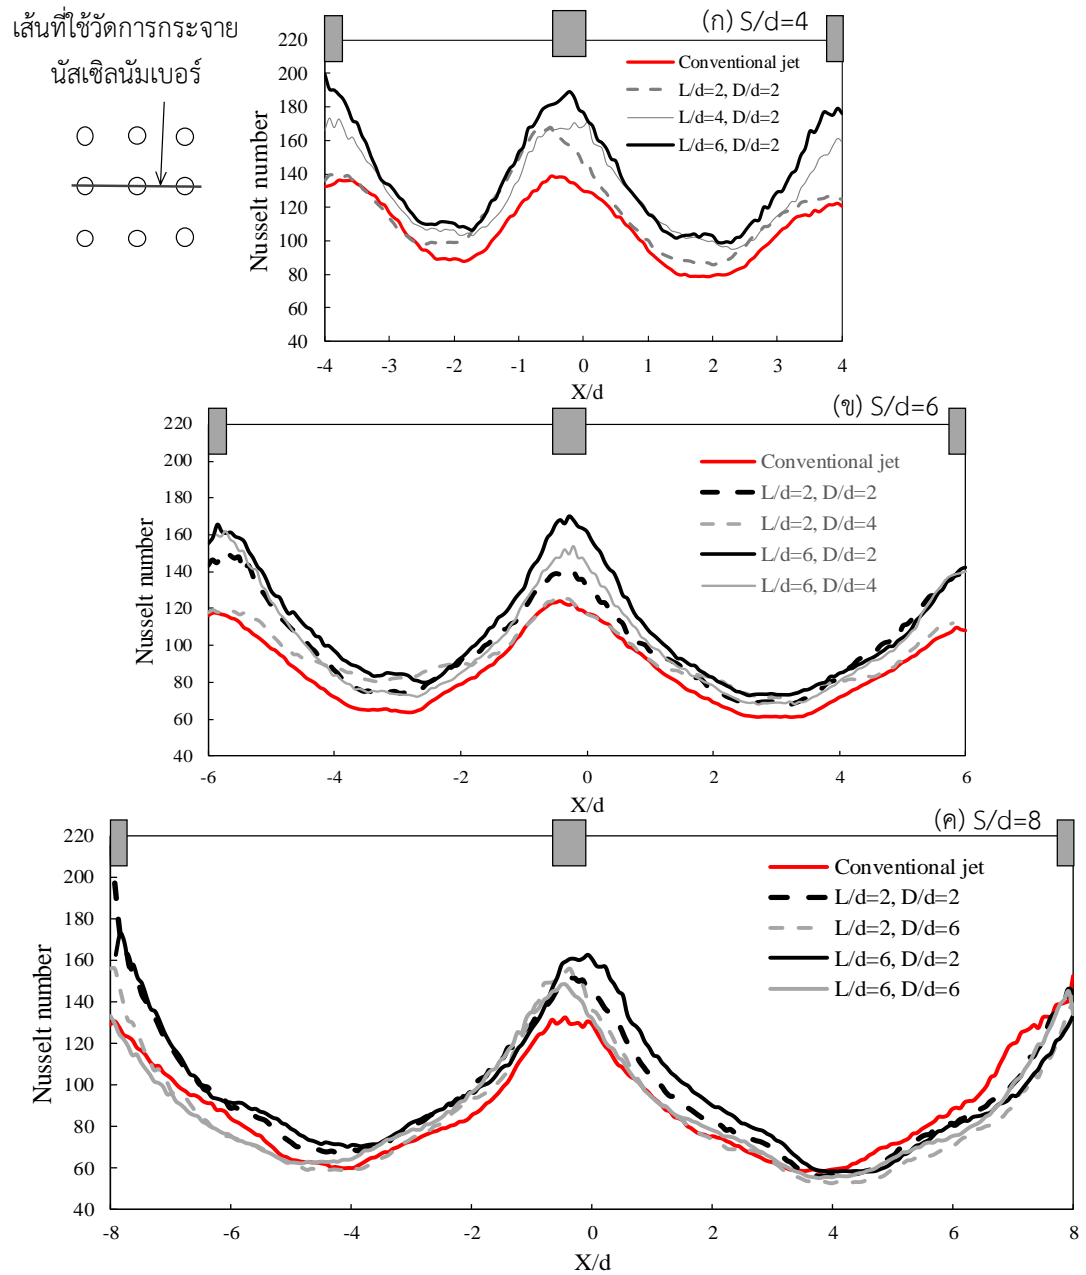 เส้นที่ใช้วัดการกระจาย
นัสเซิลนัมเบอร์
(ก) S/d=4
Conventional jet
L/d=2, D/d=2
L/d=4, D/d=2
L/d=6, D/d=2
Nusselt number
220
200
180
160
140
120
100
80
60
40
-4 -3 -2 -1 0 1 2 3 4
X/d
(ข) S/d=6
Conventional jet
L/d=2, D/d=2
L/d=2, D/d=4
L/d=6, D/d=2
L/d=6, D/d=4
Nusselt number
220
200
180
160
140
120
100
80
60
40
-6 -4 -2 0 2 4 6
X/d
(ค) S/d=8
Conventional jet
L/d=2, D/d=2
L/d=2, D/d=6
L/d=6, D/d=2
L/d=6, D/d=6
Nusselt number
220
200
180
160
140
120
100
80
60
40
-8 -6 -4 -2 0 2 4 6 8
X/d